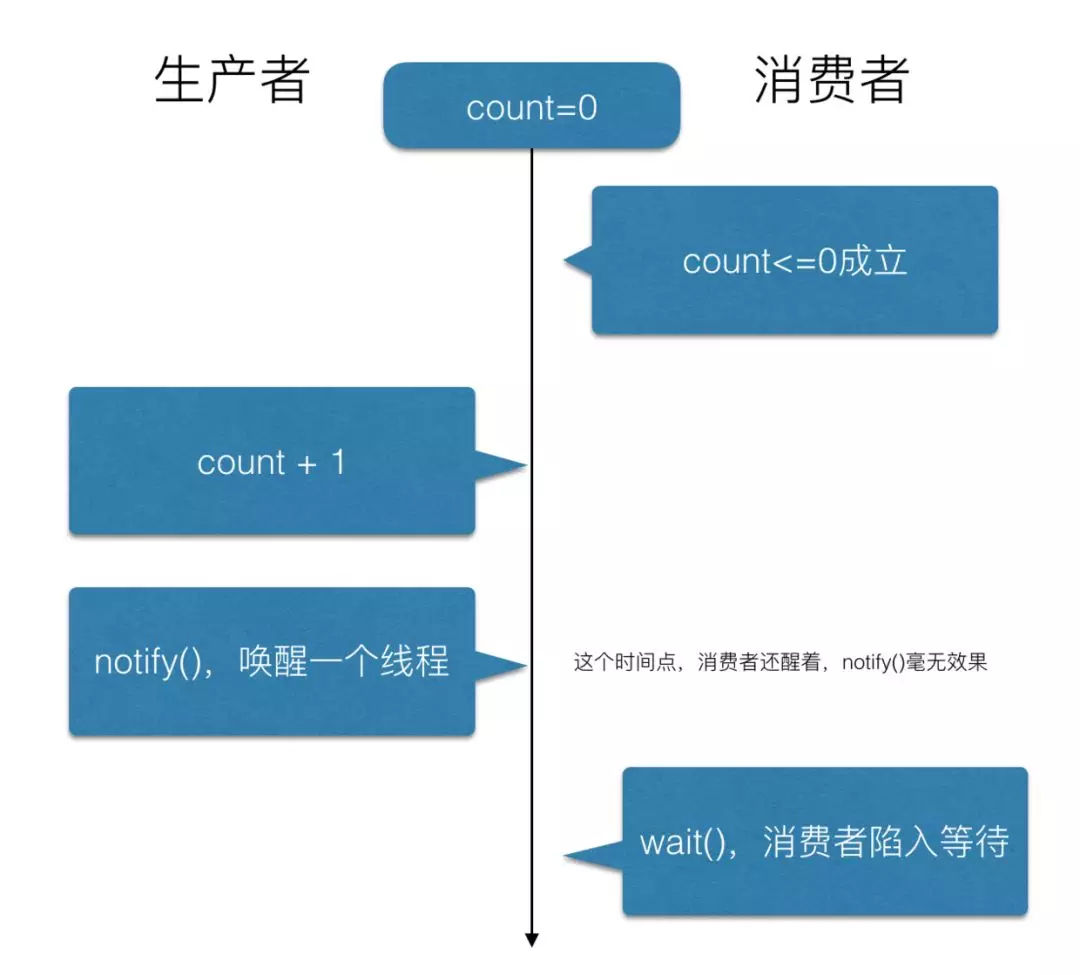 生产者
消费者
count=0
count<=0成立
count + 1
notify()，唤醒一个线程
这个时间点，消费者还醒着，notify()毫无效果
wait()，消费者陷入等待